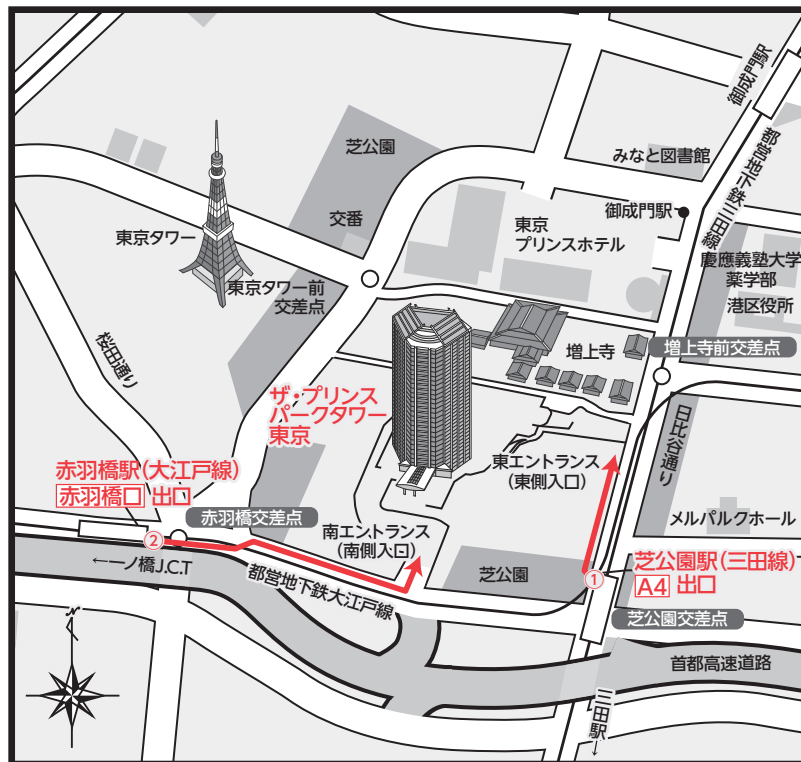 御成門駅
都営地下鉄三田線
みなと図書館
芝公園
交番
御成門駅
東京
プリンスホテル
東京タワー
東京タワー前
交差点
慶應義塾大学
薬学部
港区役所
桜田通り
増上寺
増上寺前交差点
ザ・プリンス
パークタワー
東京
日比谷通り
赤羽橋駅(大江戸線)
赤羽橋口 出口
東エントランス
(東側入口)
赤羽橋交差点
南エントランス
(南側入口)
メルパルクホール
②
←一ノ橋J.C.T
都営地下鉄大江戸線
芝公園
①
芝公園駅(三田線)
A4 出口
芝公園交差点
首都高速道路
N
三田駅→